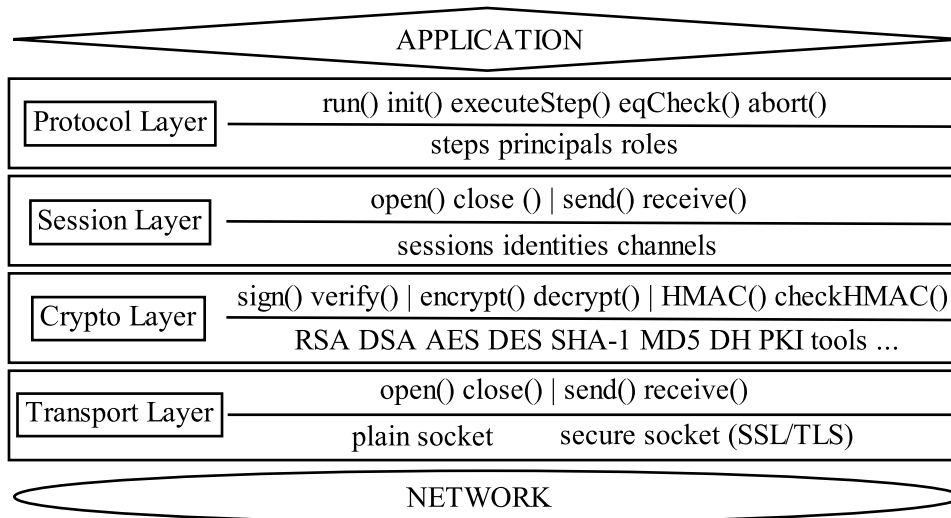 APPLICATION
run() init() executeStep() eqCheck() abort()
Protocol Layer
steps principals roles
open() close () | send() receive()
Session Layer
sessions identities channels
sign() verify() | encrypt() decrypt() | HMAC() checkHMAC()
Crypto Layer
RSA DSA AES DES SHA-1 MD5 DH PKI tools ...
open() close() | send() receive()
Transport Layer
plain socket secure socket (SSL/TLS)
NETWORK